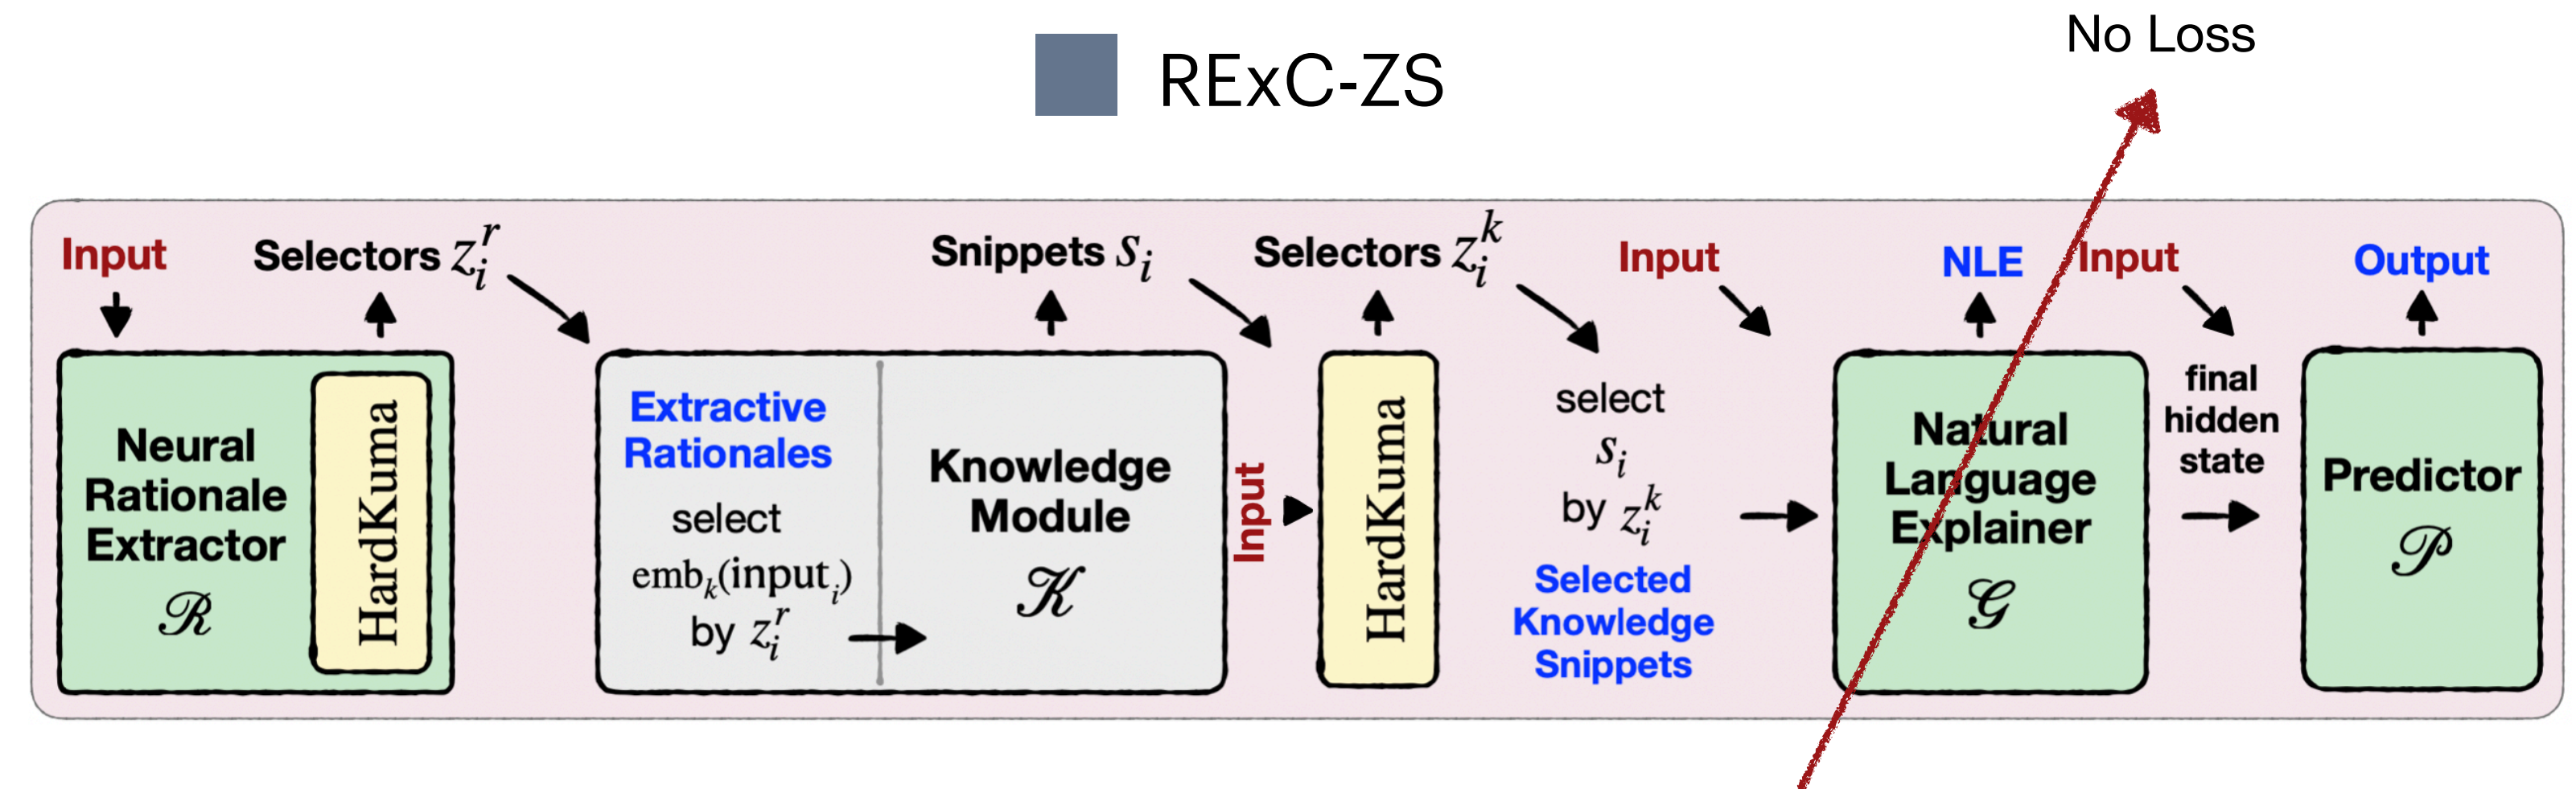 No Loss
RExC-ZS
Input
Selectors z_i^r
Snippets s_i
Selectors z_i^k
Input
NLE
Input
Output
Neural
Rationale
Extractor
ℛ
HardKuma
Extractive
Rationales
select
emb_k(input_i)
by z_i^r
Knowledge
Module
𝒦
Input
HardKuma
select
s_i
by z_i^k
Selected
Knowledge
Snippets
Natural
Language
Explainer
𝒢
final
hidden
state
Predictor
𝒫